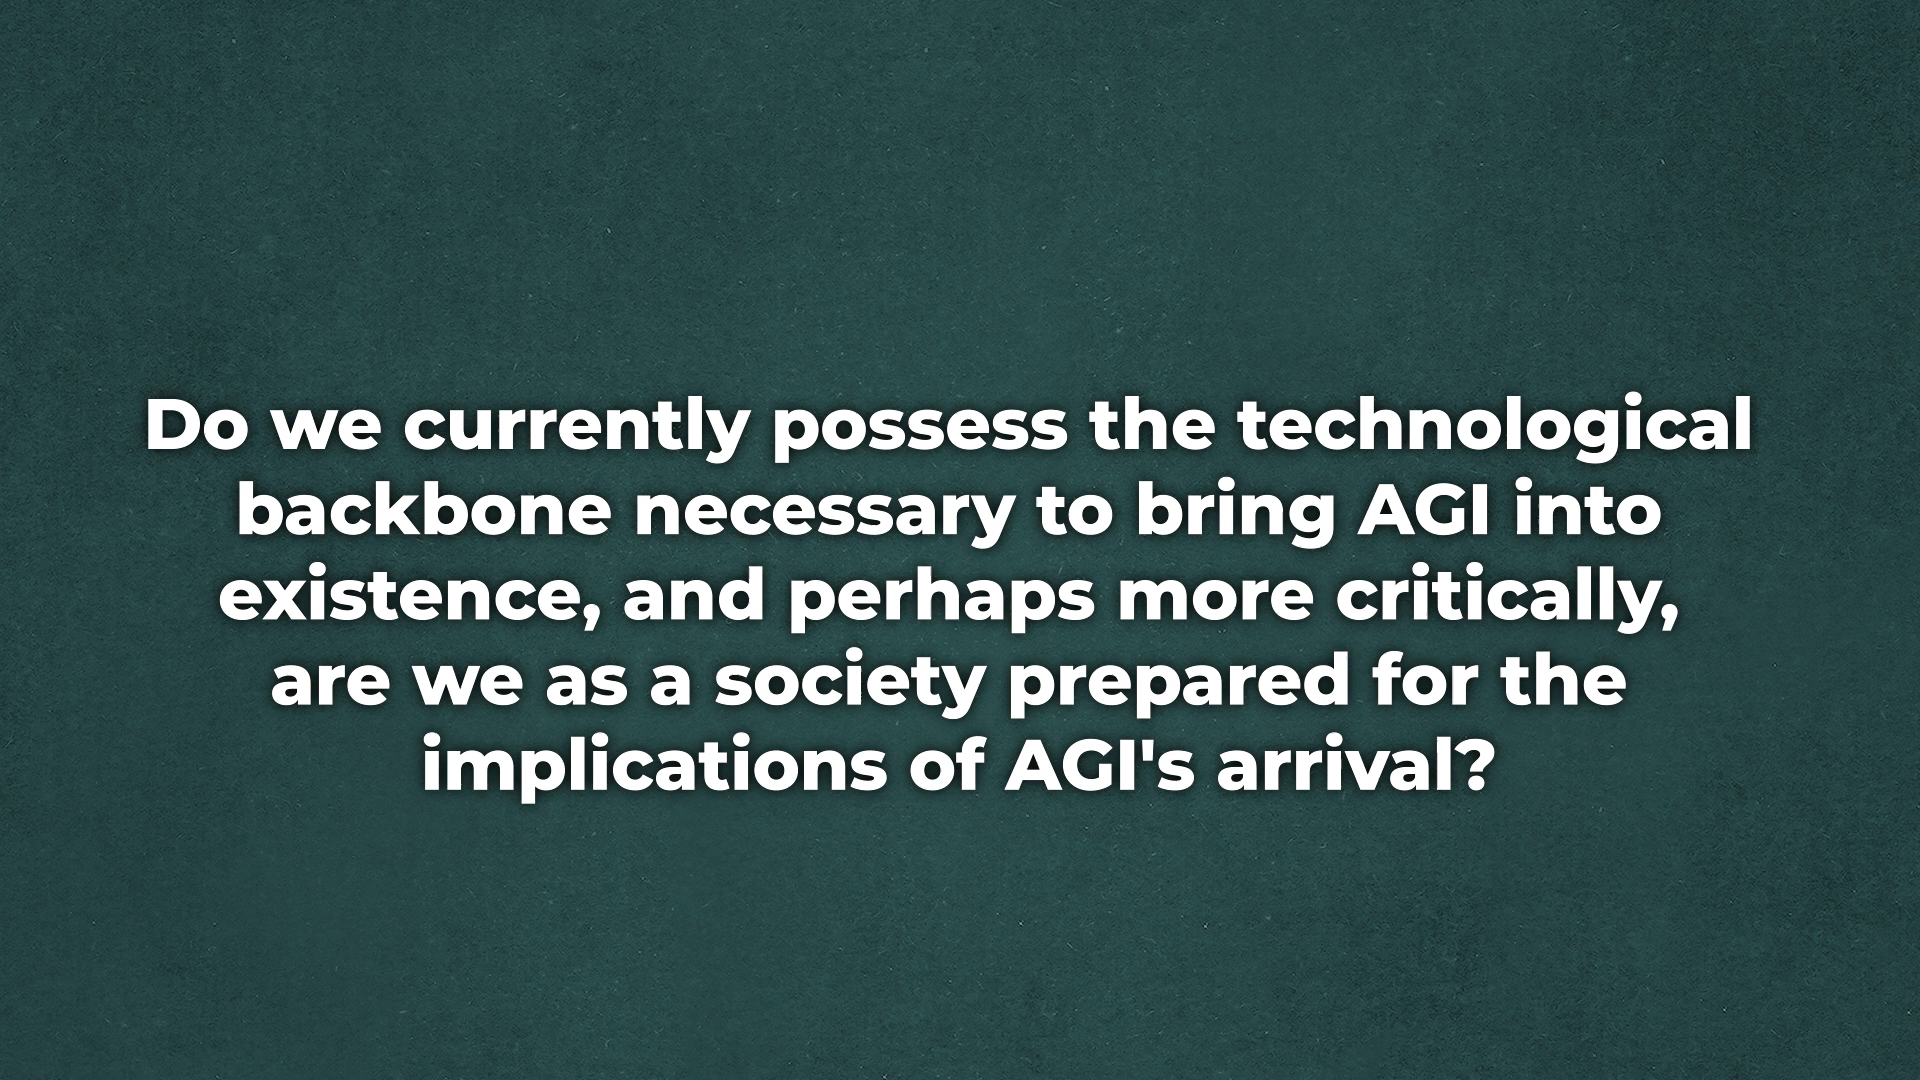 Do we currently possess the technological
backbone necessary to bring AGI into
existence, and perhaps more critically,
are we as a society prepared for the
implications of AGI's arrival?